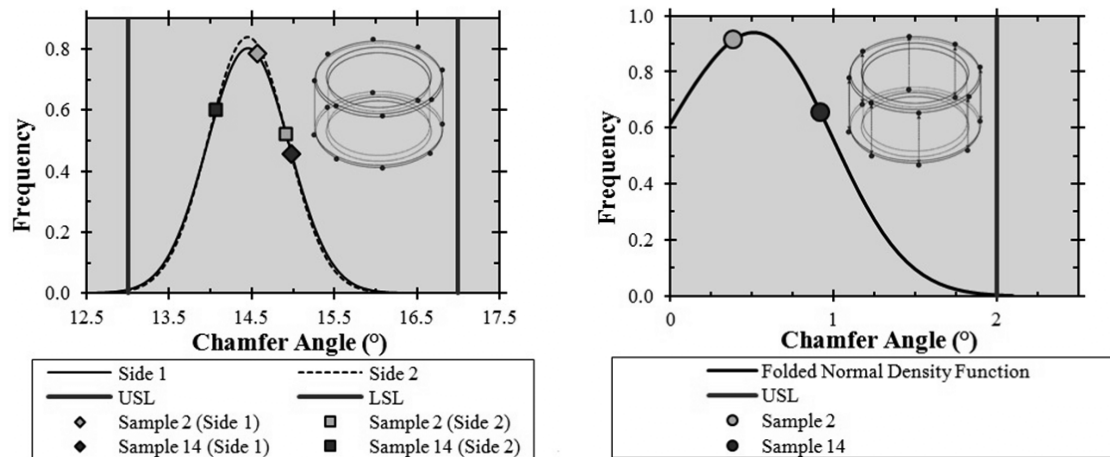 Frequency
0.8
0.6
0.4
0.2
0.0
12.5 13.5 14.5 15.5 16.5 17.5
Chamfer Angle (°)
Side 1 Side 2
USL LSL
Sample 2 (Side 1) Sample 2 (Side 2)
Sample 14 (Side 1) Sample 14 (Side 2)
Frequency
1.0
0.8
0.6
0.4
0.2
0.0
0 1 2
Chamfer Angle (°)
Folded Normal Density Function
USL
Sample 2
Sample 14